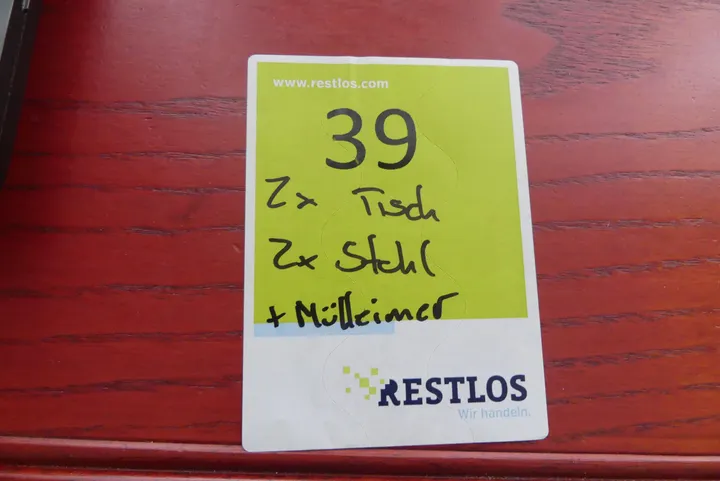 www.restlos.com
39
2x Tisch
2x Stuhl
+ Mülleimer
RESTLOS
Wir handeln.